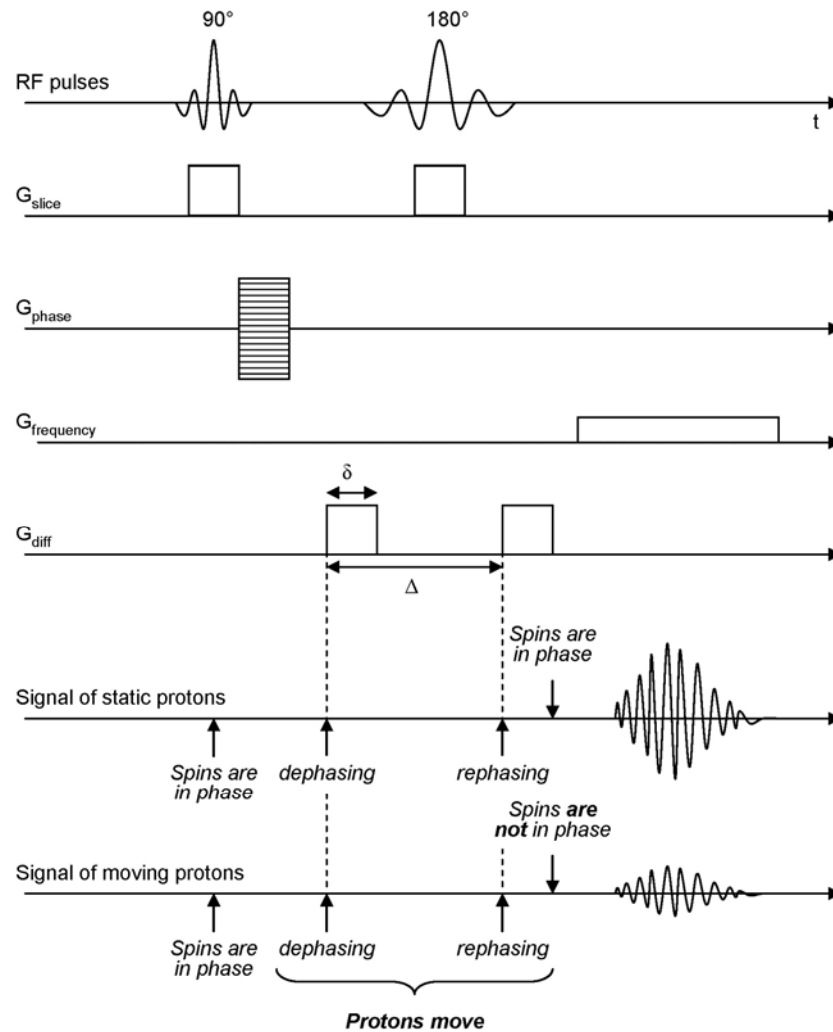 90° 180°
RF pulses
t
Gslice
Gphase
Gfrequency
δ
Gdiff
Δ
Spins are
in phase
Signal of static protons
Spins are
in phase
dephasing
rephasing
Spins are
not in phase
Signal of moving protons
Spins are
in phase
dephasing
rephasing
Protons move